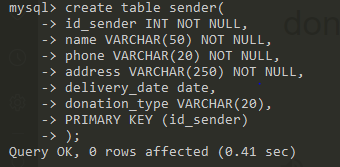 mysql> create table sender(
-> id_sender INT NOT NULL,
-> name VARCHAR(50) NOT NULL,
-> phone VARCHAR(20) NOT NULL,
-> address VARCHAR(250) NOT NULL,
-> delivery_date date,
-> donation_type VARCHAR(20),
-> PRIMARY KEY (id_sender)
-> );
Query OK, 0 rows affected (0.41 sec)